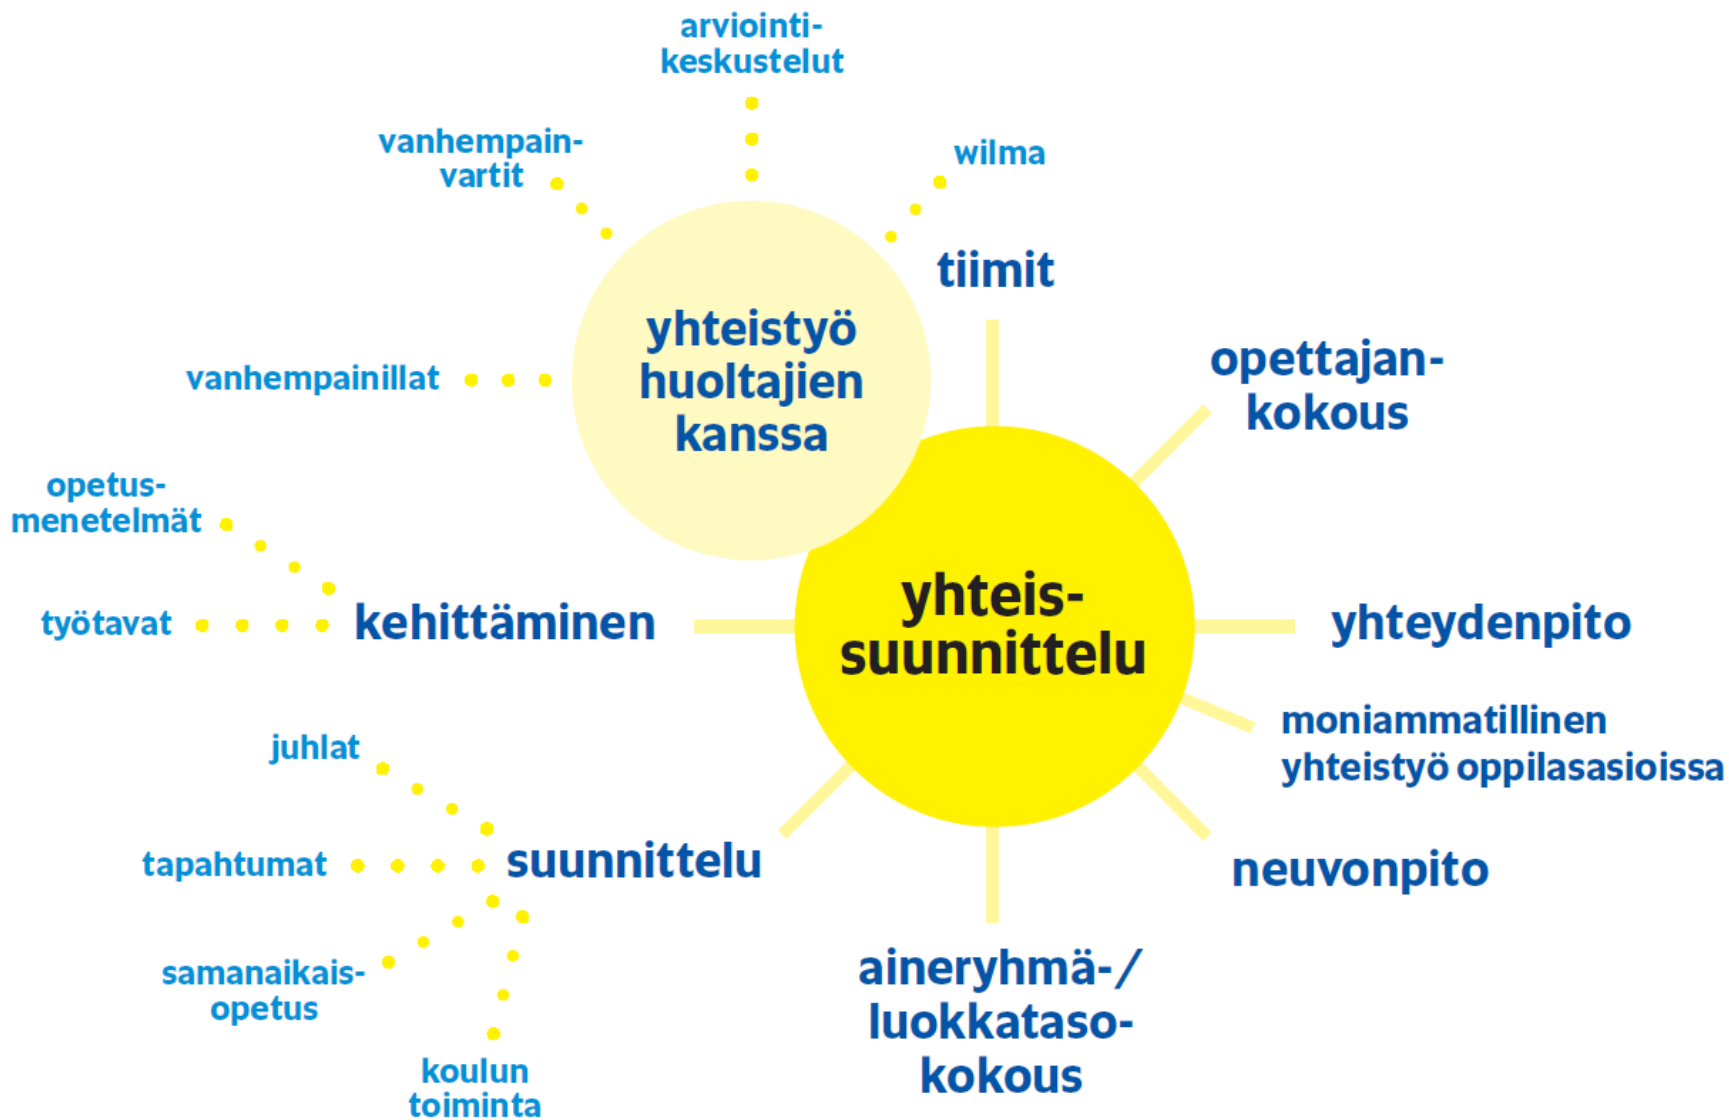 arviointi-
keskustelut
vanhempain-
vartit
wilma
tiimit
yhteistyö
huoltajien
kanssa
opettajan-
kokous
vanhempainillat
opetus-
menetelmät
työtavat
kehittäminen
yhteis-
suunnittelu
yhteydenpito
moniammatillinen
yhteistyö oppilasasioissa
juhlat
tapahtumat
suunnittelu
neuvonpito
samanaikais-
opetus
koulun
toiminta
aineryhmä-/
luokkataso-
kokous